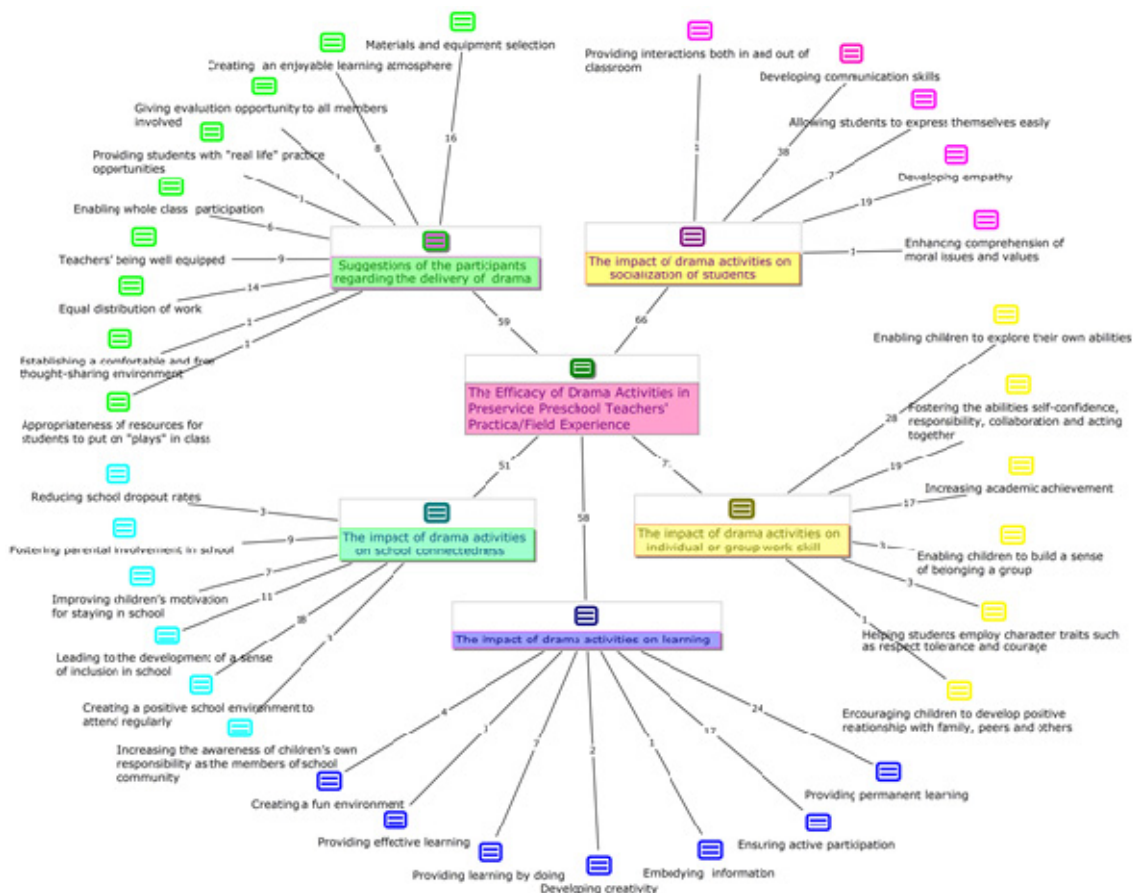 Materials and equipment selection
Creating an enjoyable learning atmosphere
Giving evaluation opportunity to all members
involved
Providing students with "real life" practice
opportunities
Enabling whole class participation
Teachers' being well equipped
Equal distribution of work
Establishing a comfortable and free
thought-sharing environment
Appropriateness of resources for
students to put on "plays" in class
16
8
6
9
14
1
1
Suggestions of the participants
regarding the delivery of drama
59
Providing interactions both in and out of
classroom
Developing communication skills
Allowing students to express themselves easily
Developing empathy
Enhancing comprehension of
moral issues and values
38
7
19
The impact of drama activities on
socialization of students
66
The Efficacy of Drama Activities in
Preservice Preschool Teachers'
Practica/Field Experience
51
58
Reducing school dropout rates
Fostering parental involvement in school
Improving children's motivation
for staying in school
Leading to the development of a sense
of inclusion in school
Creating a positive school environment to
attend regularly
Increasing the awareness of children's own
responsibility as the members of school
community
3
9
7
11
The impact of drama activities
on school connectedness
Enabling children to explore their own abilities
Fostering the abilities self-confidence,
responsibility, collaboration and acting
together
Increasing academic achievement
Enabling children to build a sense
of belonging a group
Helping students employ character traits such
as respect tolerance and courage
Encouraging children to develop positive
relationship with family, peers and others
28
19
17
3
3
1
The impact of drama activities on
individual or group work skill
The impact of drama activities on learning
4
7
2
1
17
24
Creating a fun environment
Providing effective learning
Providing learning by doing
Developing creativity
Embodying information
Ensuring active participation
Providing permanent learning